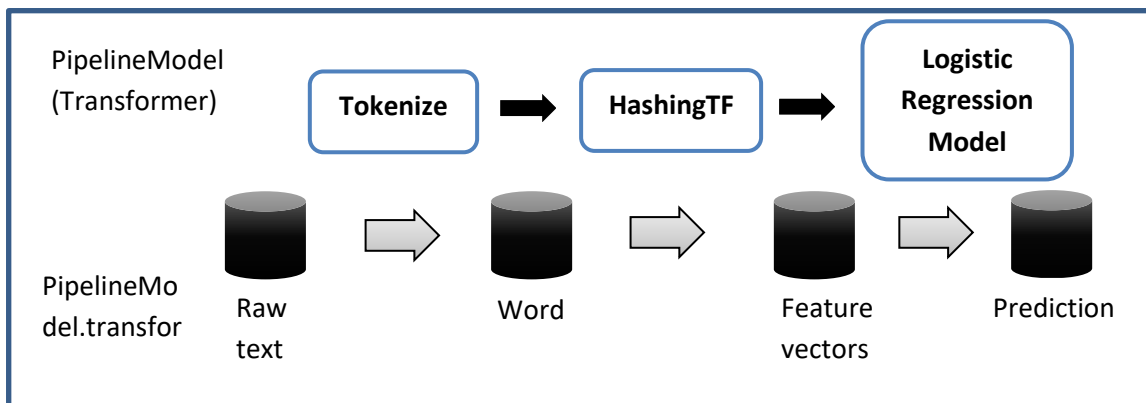 PipelineModel
(Transformer)
Tokenize
HashingTF
Logistic
Regression
Model
PipelineMo
del.transfor
Raw
text
Word
Feature
vectors
Prediction